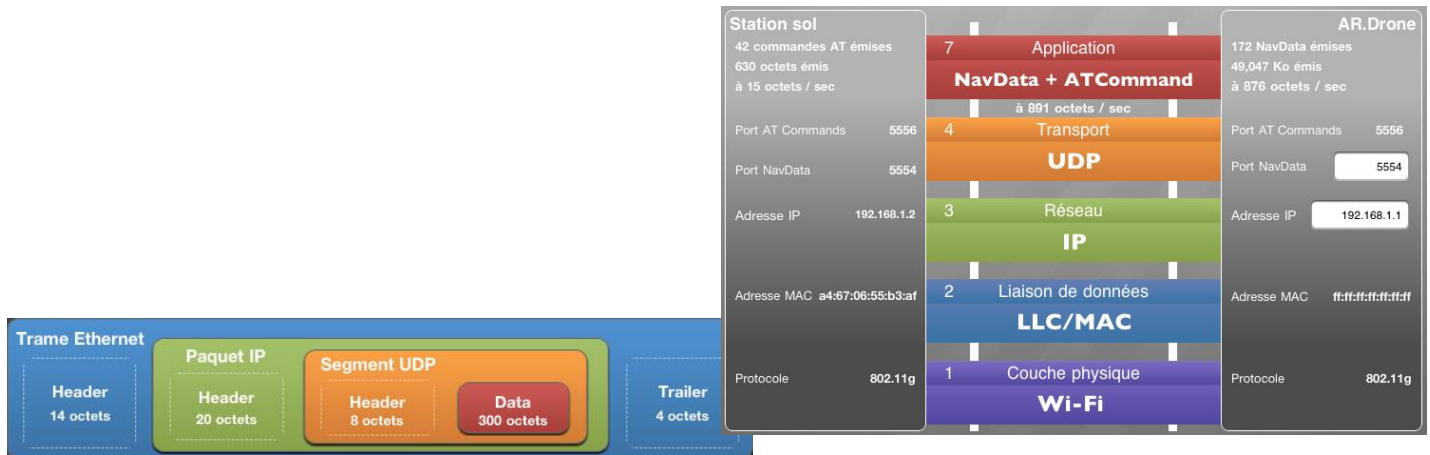 Station sol
42 commandes AT émises
630 octets émis
à 15 octets / sec
Port AT Commands 5556
Port NavData 5554
Adresse IP 192.168.1.2
Adresse MAC a4:67:06:55:b3:af
Protocole 802.11g
7 Application
NavData + ATCommand
à 891 octets / sec
4 Transport
UDP
3 Réseau
IP
2 Liaison de données
LLC/MAC
1 Couche physique
Wi-Fi
AR.Drone
172 NavData émises
49,047 Ko émis
à 876 octets / sec
Port AT Commands 5556
Port NavData 5554
Adresse IP 192.168.1.1
Adresse MAC ff:ff:ff:ff:ff:ff:ff
Protocole 802.11g
Trame Ethernet
Header
14 octets
Paquet IP
Header
20 octets
Segment UDP
Header
8 octets
Data
300 octets
Trailer
4 octets